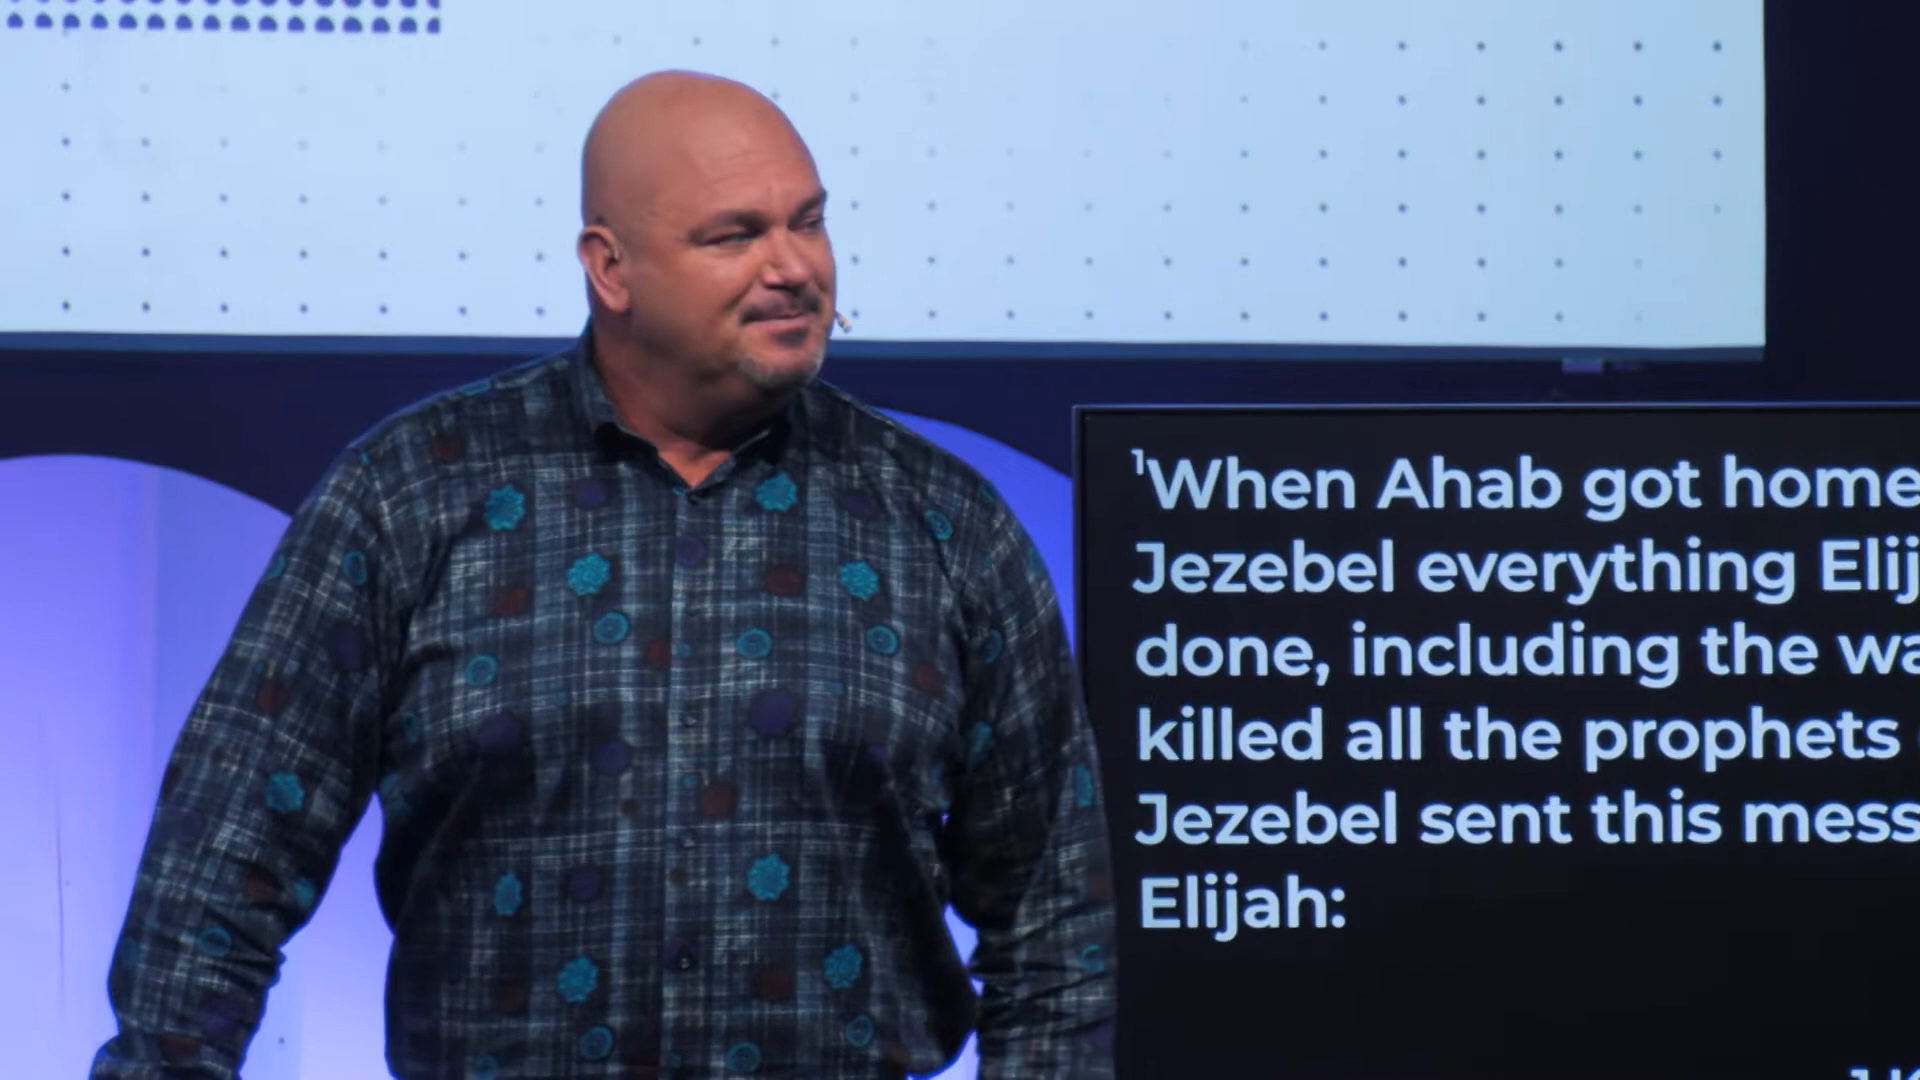 ¹When Ahab got home
Jezebel everything Elij
done, including the wa
killed all the prophets
Jezebel sent this mess
Elijah: